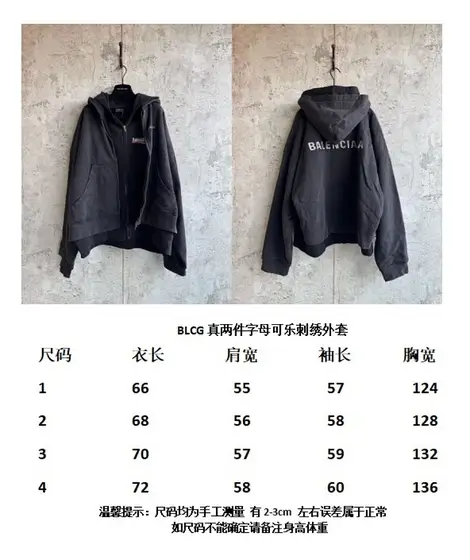 BALENCIAGA
BLCG 真两件字母可乐刺绣外套
尺码 衣长 肩宽 袖长 胸宽
1 66 55 57 124
2 68 56 58 128
3 70 57 59 132
4 72 58 60 136
温馨提示：尺码均为手工测量 有 2-3cm 左右误差属于正常
如尺码不能确定请备注身高体重